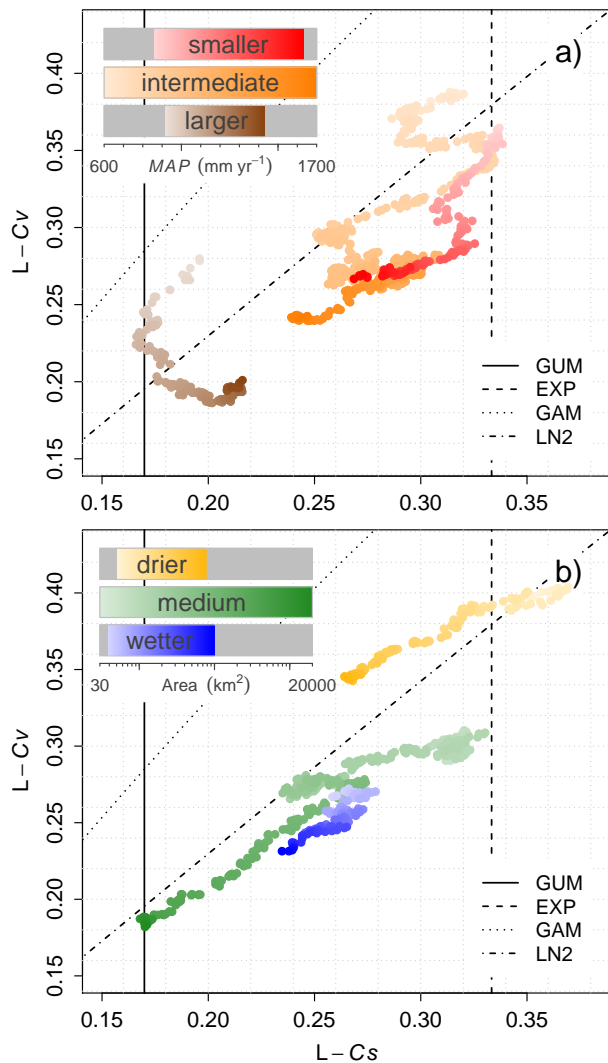 a)
smaller
intermediate
larger
600 MAP (mm yr⁻¹) 1700
0.40
0.35
0.30
0.25
0.20
0.15
L − Cv
GUM
EXP
GAM
LN2
0.15 0.20 0.25 0.30 0.35
b)
drier
medium
wetter
30 Area (km²) 20000
0.40
0.35
0.30
0.25
0.20
0.15
L − Cv
GUM
EXP
GAM
LN2
0.15 0.20 0.25 0.30 0.35
L − Cs